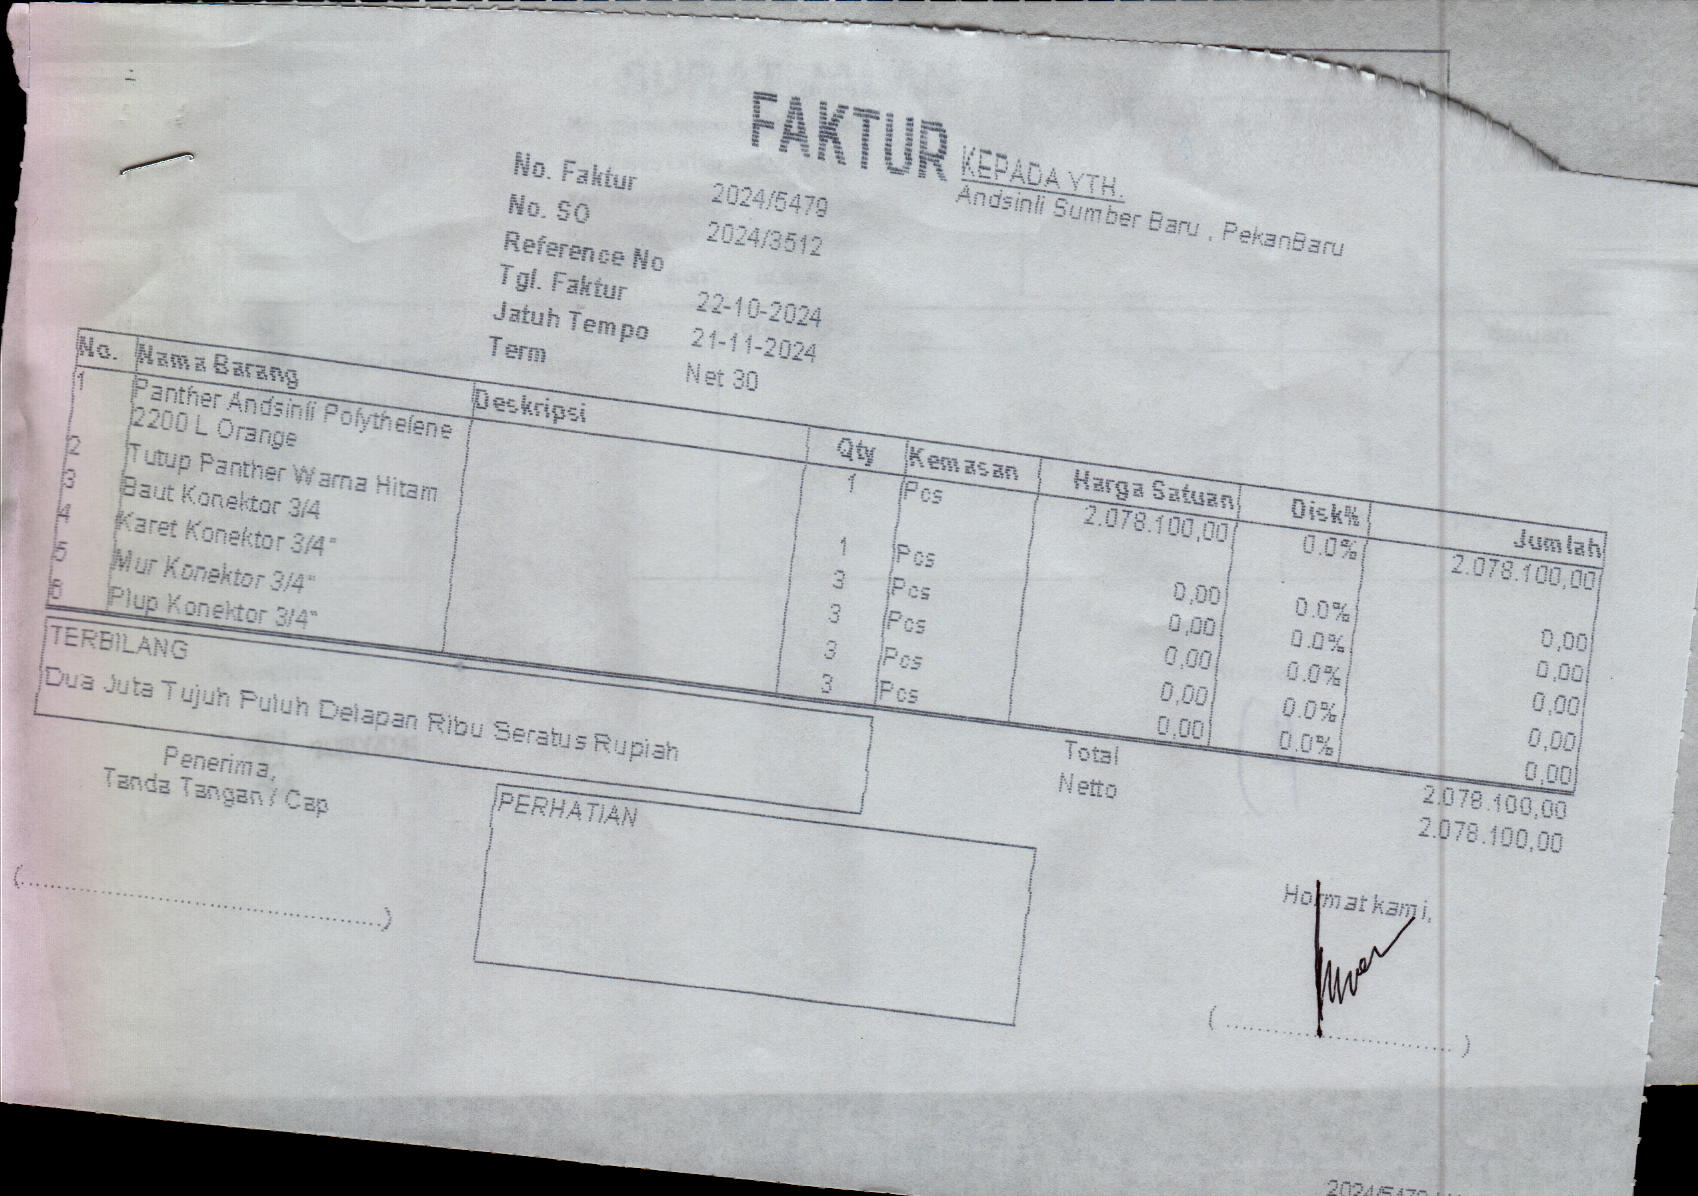 FAKTUR
KEPADA YTH.
Andsinli Sumber Baru , PekanBaru
No. Faktur 2024/5479
No. SO 2024/3512
Reference No
Tgl. Faktur 22-10-2024
Jatuh Tempo 21-11-2024
Term Net 30
No. Nama Barang Deskripsi Qty Kemasan Harga Satuan Disk% Jumlah
1 Panther Andsinli Polythelene 1 Pcs 2.078.100,00 0.0% 2.078.100,00
2200 L Orange
2 Tutup Panther Warna Hitam 1 Pcs 0,00 0.0% 0,00
3 Baut Konektor 3/4 3 Pcs 0,00 0.0% 0,00
4 Karet Konektor 3/4" 3 Pcs 0,00 0.0% 0,00
5 Mur Konektor 3/4" 3 Pcs 0,00 0.0% 0,00
6 Plup Konektor 3/4" 3 Pcs 0,00 0.0% 0,00
TERBILANG
Dua Juta Tujuh Puluh Delapan Ribu Seratus Rupiah
Total 2.078.100,00
Netto 2.078.100,00
Penerima,
Tanda Tangan / Cap
PERHATIAN
Hormat kami,
(..............................................)
( ........................................ )
2024/5479